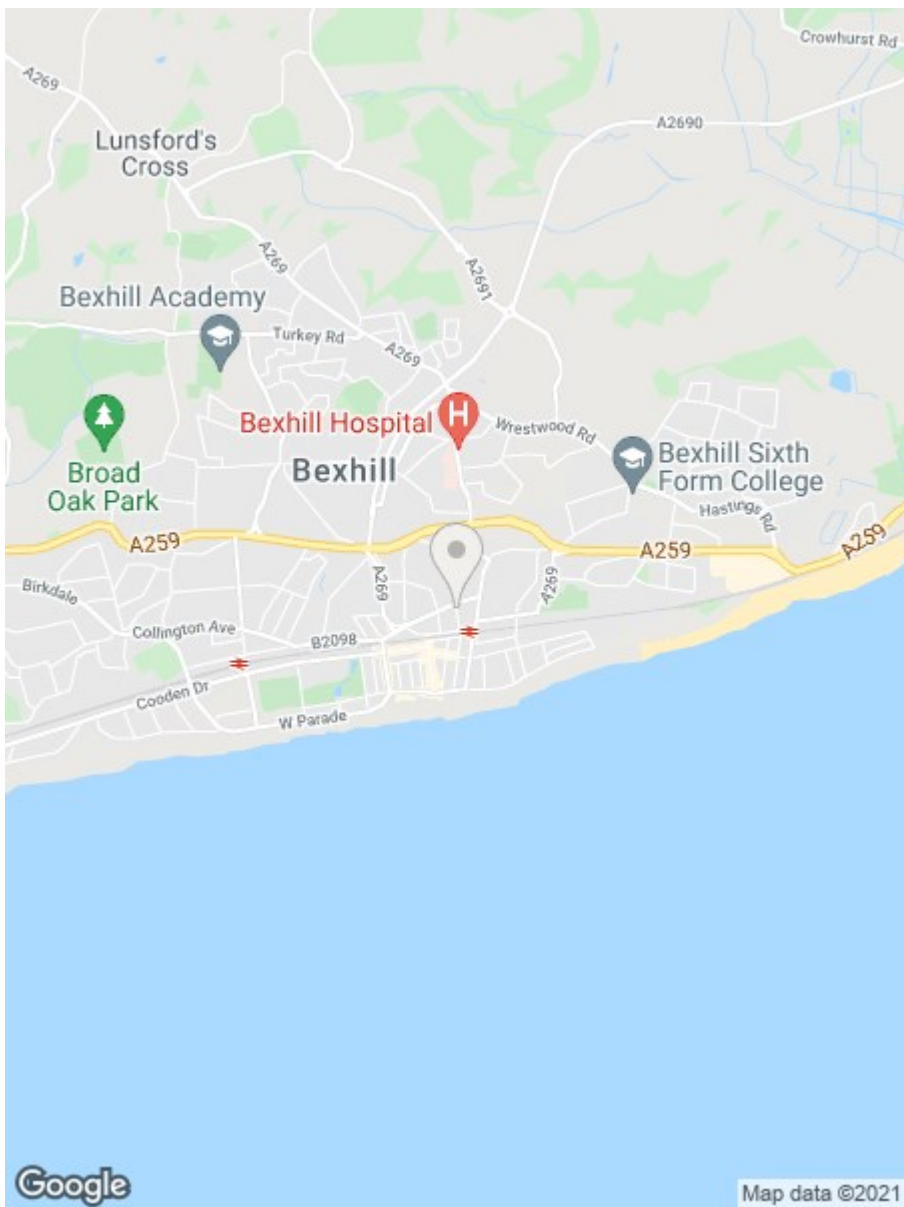 Crowhurst Rd
A269
A2690
Lunsford's
Cross
A269
A2691
Bexhill Academy
Turkey Rd
A269
Bexhill Hospital
H
Wrestwood Rd
Bexhill
Bexhill Sixth
Form College
Broad
Oak Park
Hastings Rd
A259
A259
A259
Birkdale
A269
A269
Collington Ave
B2098
Cooden Dr
W Parade
Google
Map data ©2021